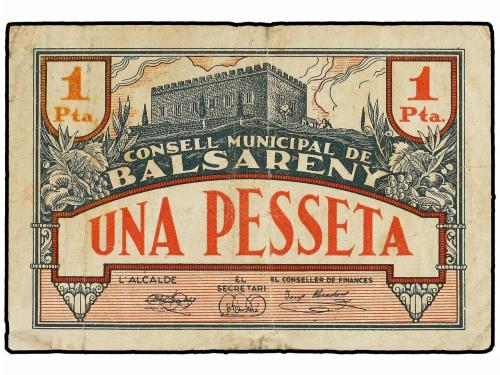 1 Pta.
1 Pta.
CONSELL MUNICIPAL DE
BALSARENY
UNA PESSETA
L'ALCALDE
EL SECRETARI
EL CONSELLER DE FINANCES